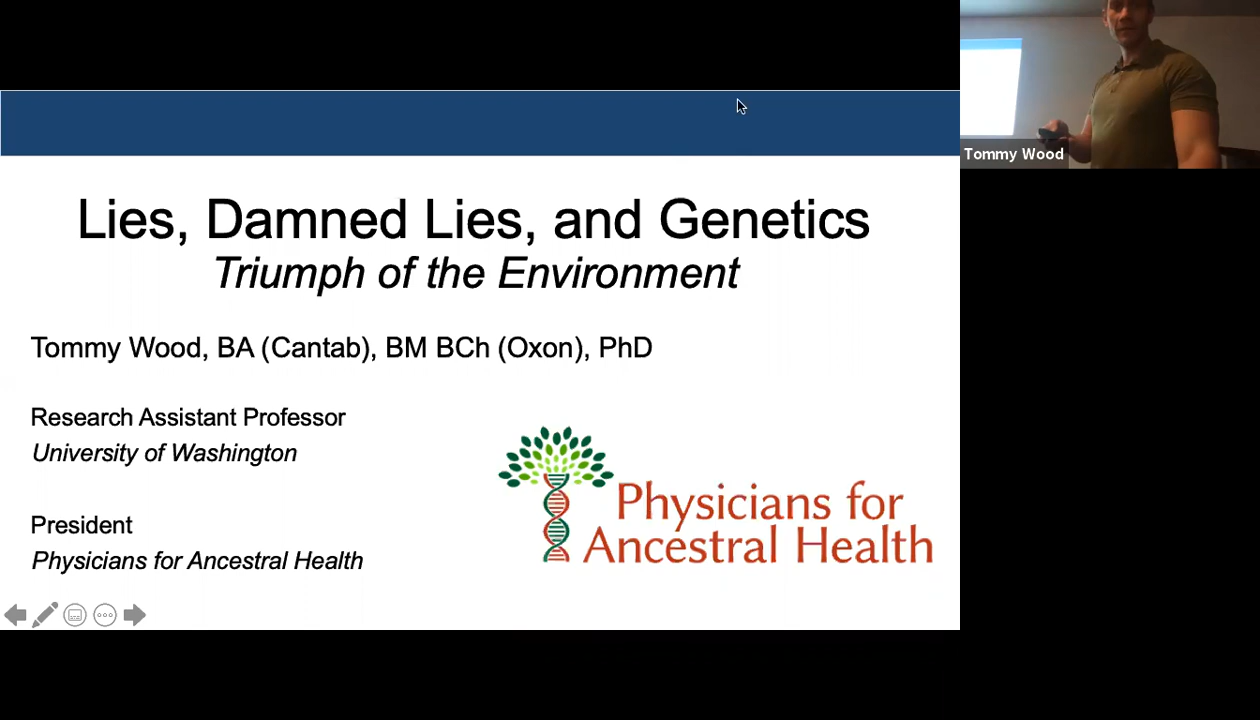 Lies, Damned Lies, and Genetics
Triumph of the Environment
Tommy Wood, BA (Cantab), BM BCh (Oxon), PhD
Research Assistant Professor
University of Washington
President
Physicians for Ancestral Health
Physicians for
Ancestral Health
Tommy Wood